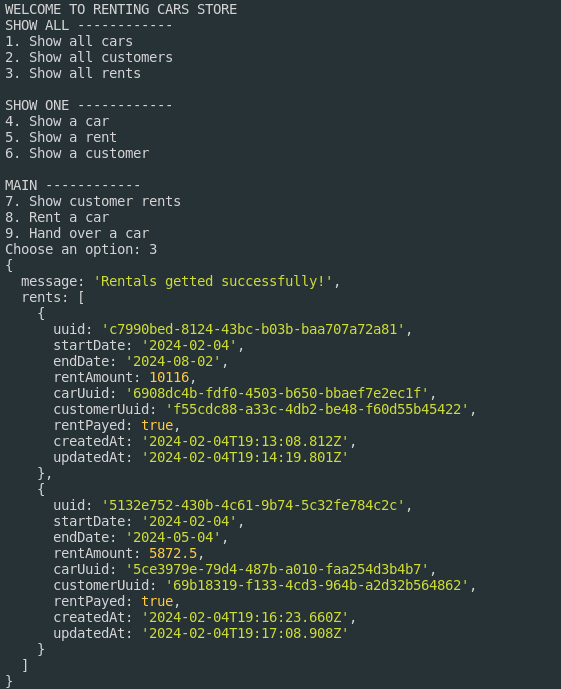 WELCOME TO RENTING CARS STORE
SHOW ALL ------------
1. Show all cars
2. Show all customers
3. Show all rents

SHOW ONE ------------
4. Show a car
5. Show a rent
6. Show a customer

MAIN ------------
7. Show customer rents
8. Rent a car
9. Hand over a car
Choose an option: 3
{
  message: 'Rentals getted successfully!',
  rents: [
    {
      uuid: 'c7990bed-8124-43bc-b03b-baa707a72a81',
      startDate: '2024-02-04',
      endDate: '2024-08-02',
      rentAmount: 10116,
      carUuid: '6908dc4b-fdf0-4503-b650-bbaef7e2ec1f',
      customerUuid: 'f55cdc88-a33c-4db2-be48-f60d55b45422',
      rentPayed: true,
      createdAt: '2024-02-04T19:13:08.812Z',
      updatedAt: '2024-02-04T19:14:19.801Z'
    },
    {
      uuid: '5132e752-430b-4c61-9b74-5c32fe784c2c',
      startDate: '2024-02-04',
      endDate: '2024-05-04',
      rentAmount: 5872.5,
      carUuid: '5ce3979e-79d4-487b-a010-faa254d3b4b7',
      customerUuid: '69b18319-f133-4cd3-964b-a2d32b564862',
      rentPayed: true,
      createdAt: '2024-02-04T19:16:23.660Z',
      updatedAt: '2024-02-04T19:17:08.908Z'
    }
  ]
}